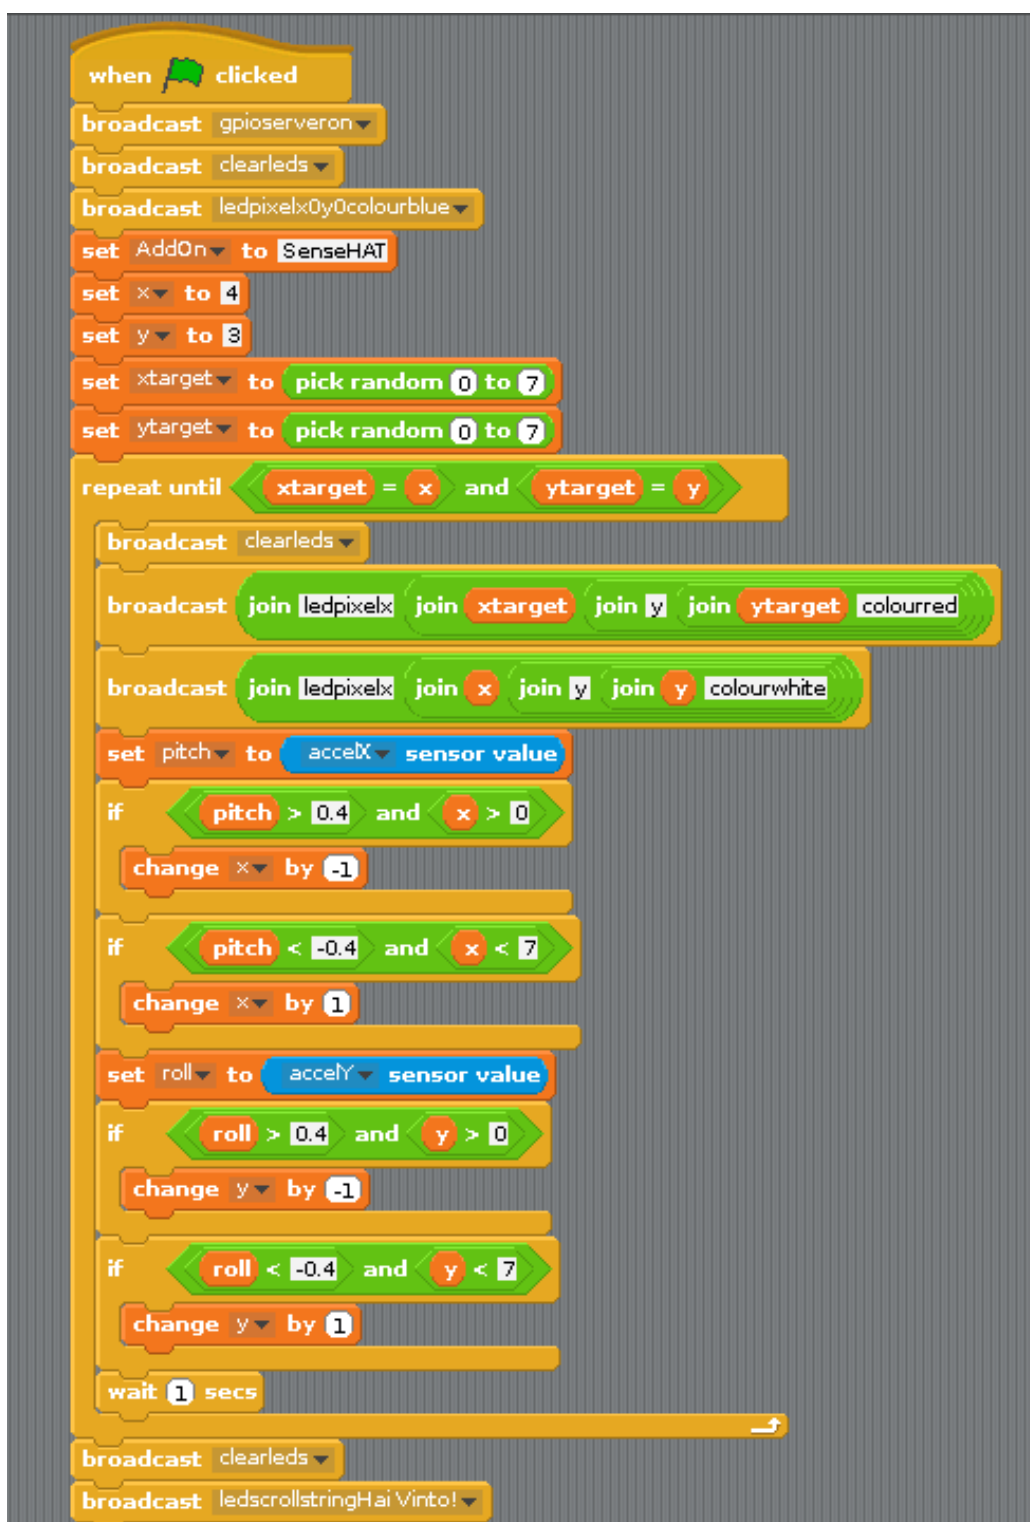 when clicked
broadcast gpioserveron
broadcast clearleds
broadcast ledpixelx0y0colourblue
set AddOn to SenseHAT
set x to 4
set y to 3
set xtarget to pick random 0 to 7
set ytarget to pick random 0 to 7
repeat until xtarget = x and ytarget = y
broadcast clearleds
broadcast join ledpixelx join xtarget join y join ytarget colourred
broadcast join ledpixelx join x join y join y colourwhite
set pitch to accelX sensor value
if pitch > 0.4 and x > 0
change x by -1
if pitch < -0.4 and x < 7
change x by 1
set roll to accelY sensor value
if roll > 0.4 and y > 0
change y by -1
if roll < -0.4 and y < 7
change y by 1
wait 1 secs
broadcast clearleds
broadcast ledscrollstringHai Vinto!